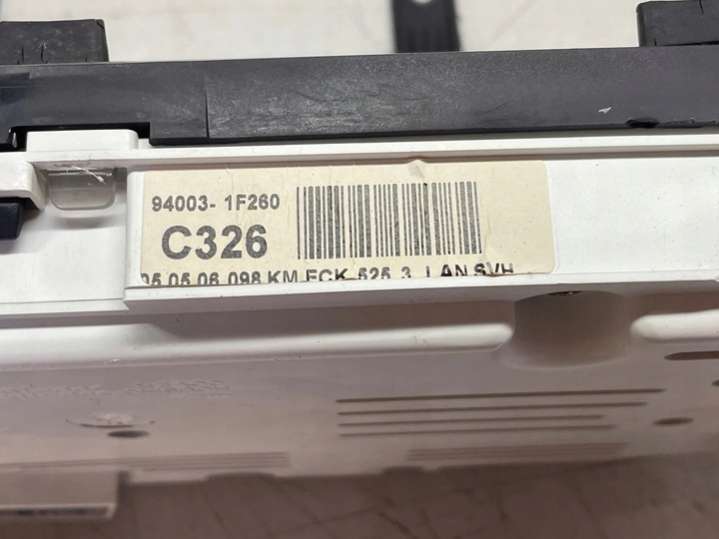 94003- 1F260
C326
05.05.06 098 KM ECK-525 3 LAN SVH